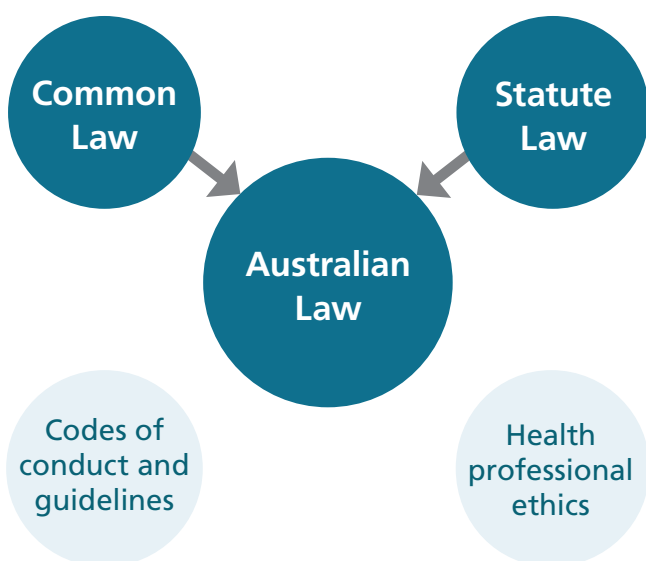 Common
Law
Statute
Law
Australian
Law
Codes of
conduct and
guidelines
Health
professional
ethics